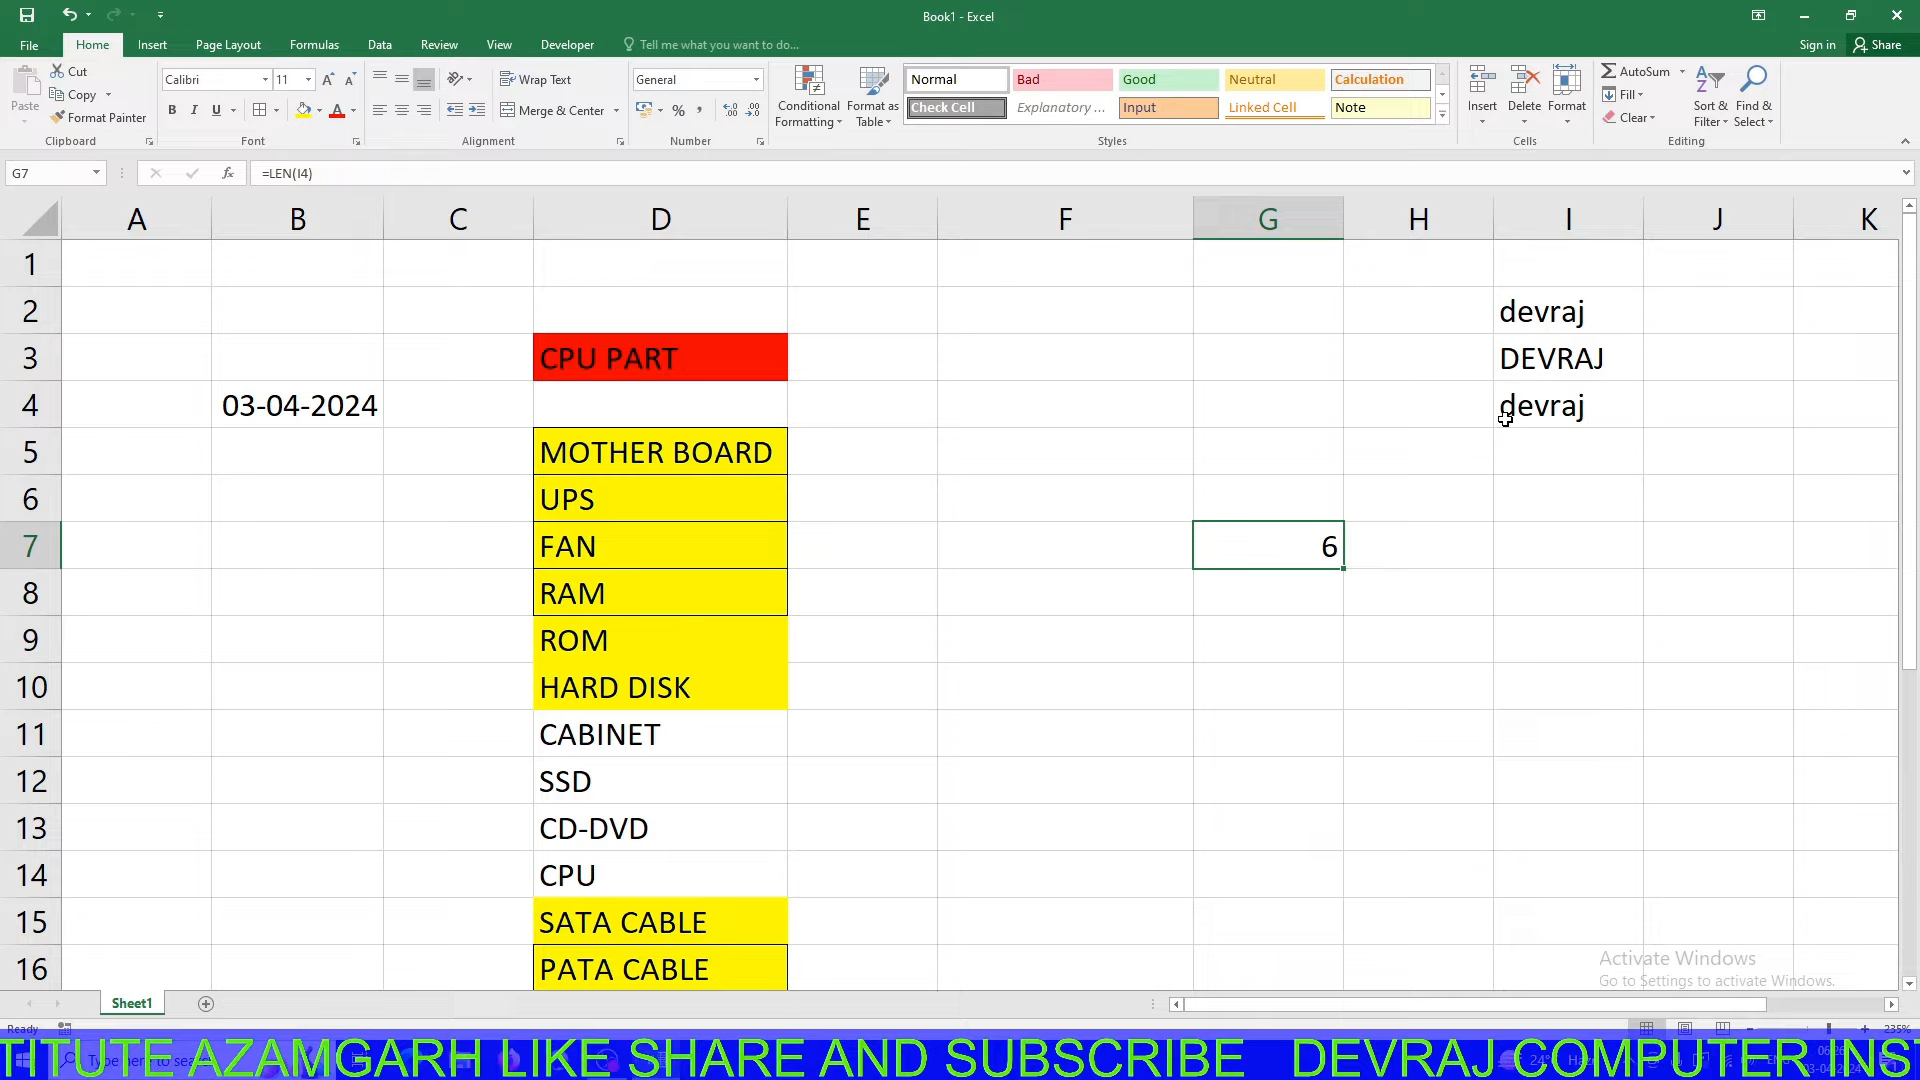 Book1 - Excel
File Home Insert Page Layout Formulas Data Review View Developer Tell me what you want to do... Sign in Share
Paste Cut Copy Format Painter Clipboard
Calibri 11 B I U Font
Wrap Text Merge & Center Alignment
General % Number
Conditional Formatting Format as Table
Normal Bad Good Neutral Calculation
Check Cell Explanatory ... Input Linked Cell Note
Styles
Insert Delete Format Cells
AutoSum Fill Clear Sort & Filter Find & Select Editing
G7 fx =LEN(I4)
A B C D E F G H I J K
1
2 devraj
3 CPU PART DEVRAJ
4 03-04-2024 devraj
5 MOTHER BOARD
6 UPS
7 FAN 6
8 RAM
9 ROM
10 HARD DISK
11 CABINET
12 SSD
13 CD-DVD
14 CPU
15 SATA CABLE
16 PATA CABLE
Activate Windows
Go to Settings to activate Windows.
Sheet1
Ready 235%
TITUTE AZAMGARH LIKE SHARE AND SUBSCRIBE DEVRAJ COMPUTER INS